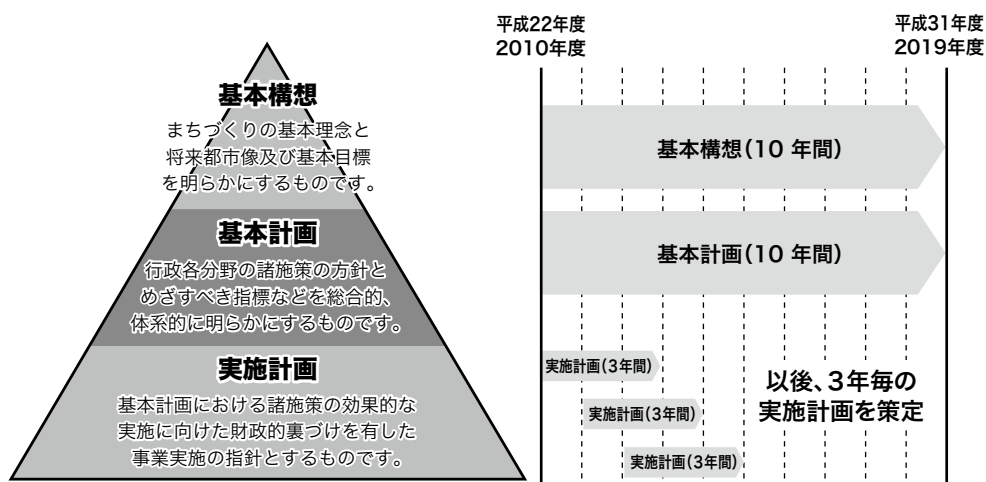 基本構想
まちづくりの基本理念と
将来都市像及び基本目標
を明らかにするものです。
基本計画
行政各分野の諸施策の方針と
めざすべき指標などを総合的、
体系的に明らかにするものです。
実施計画
基本計画における諸施策の効果的な
実施に向けた財政的裏づけを有した
事業実施の指針とするものです。
平成22年度
2010年度
平成31年度
2019年度
基本構想(10 年間)
基本計画(10 年間)
実施計画(3年間)
実施計画(3年間)
実施計画(3年間)
以後、3年毎の
実施計画を策定